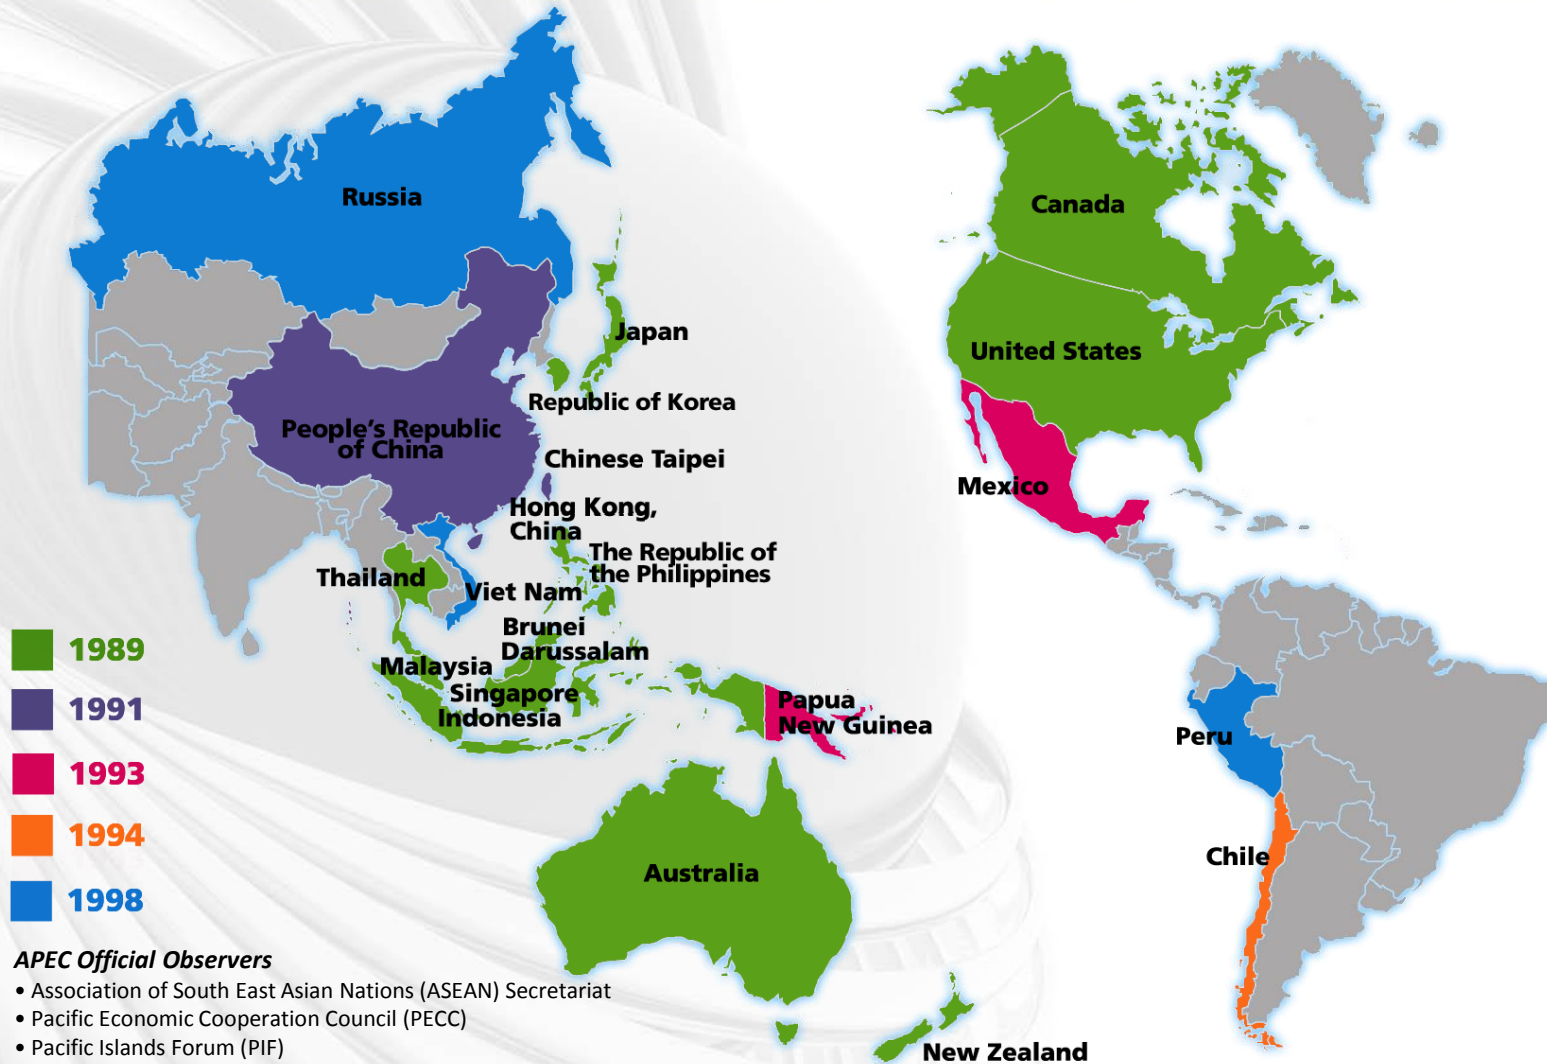 Russia
Canada
Japan
United States
Republic of Korea
People's Republic
of China
Chinese Taipei
Mexico
Hong Kong,
China
The Republic of
the Philippines
Thailand
Viet Nam
Brunei
Darussalam
Malaysia
Singapore
Indonesia
Papua
New Guinea
Peru
Chile
Australia
New Zealand
1989
1991
1993
1994
1998
APEC Official Observers
• Association of South East Asian Nations (ASEAN) Secretariat
• Pacific Economic Cooperation Council (PECC)
• Pacific Islands Forum (PIF)